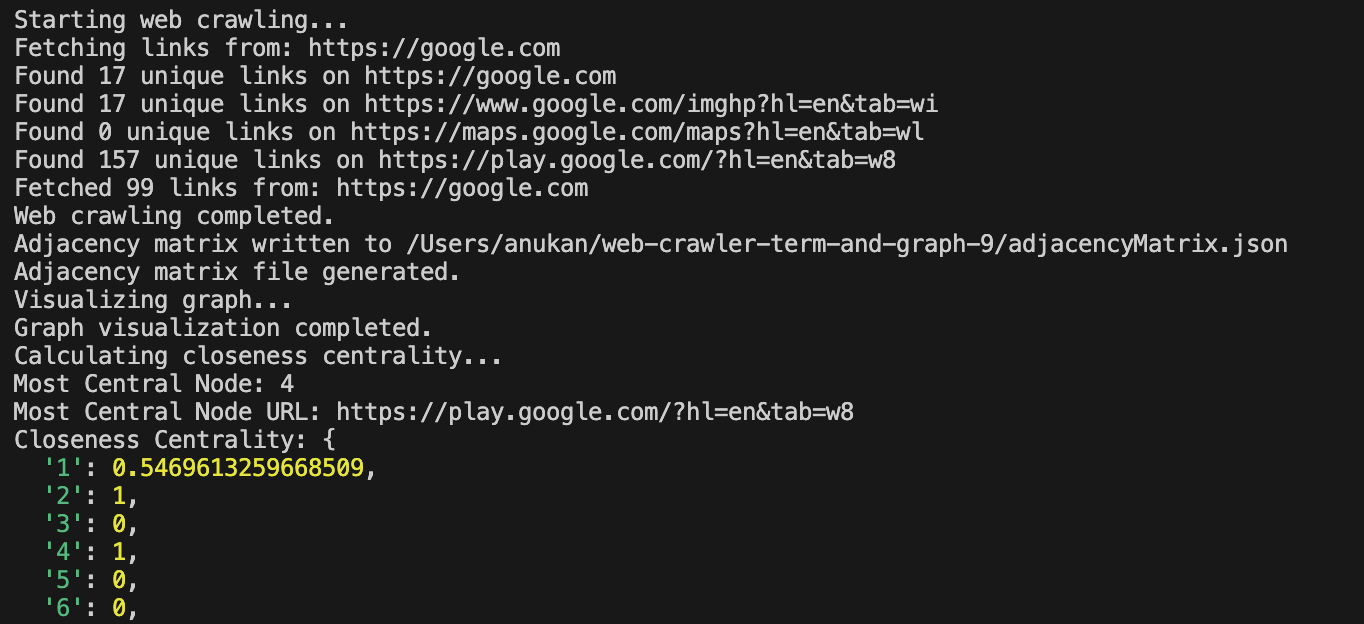 Starting web crawling...
Fetching links from: https://google.com
Found 17 unique links on https://google.com
Found 17 unique links on https://www.google.com/imghp?hl=en&tab=wi
Found 0 unique links on https://maps.google.com/maps?hl=en&tab=wl
Found 157 unique links on https://play.google.com/?hl=en&tab=w8
Fetched 99 links from: https://google.com
Web crawling completed.
Adjacency matrix written to /Users/anukan/web-crawler-term-and-graph-9/adjacencyMatrix.json
Adjacency matrix file generated.
Visualizing graph...
Graph visualization completed.
Calculating closeness centrality...
Most Central Node: 4
Most Central Node URL: https://play.google.com/?hl=en&tab=w8
Closeness Centrality: {
  '1': 0.5469613259668509,
  '2': 1,
  '3': 0,
  '4': 1,
  '5': 0,
  '6': 0,